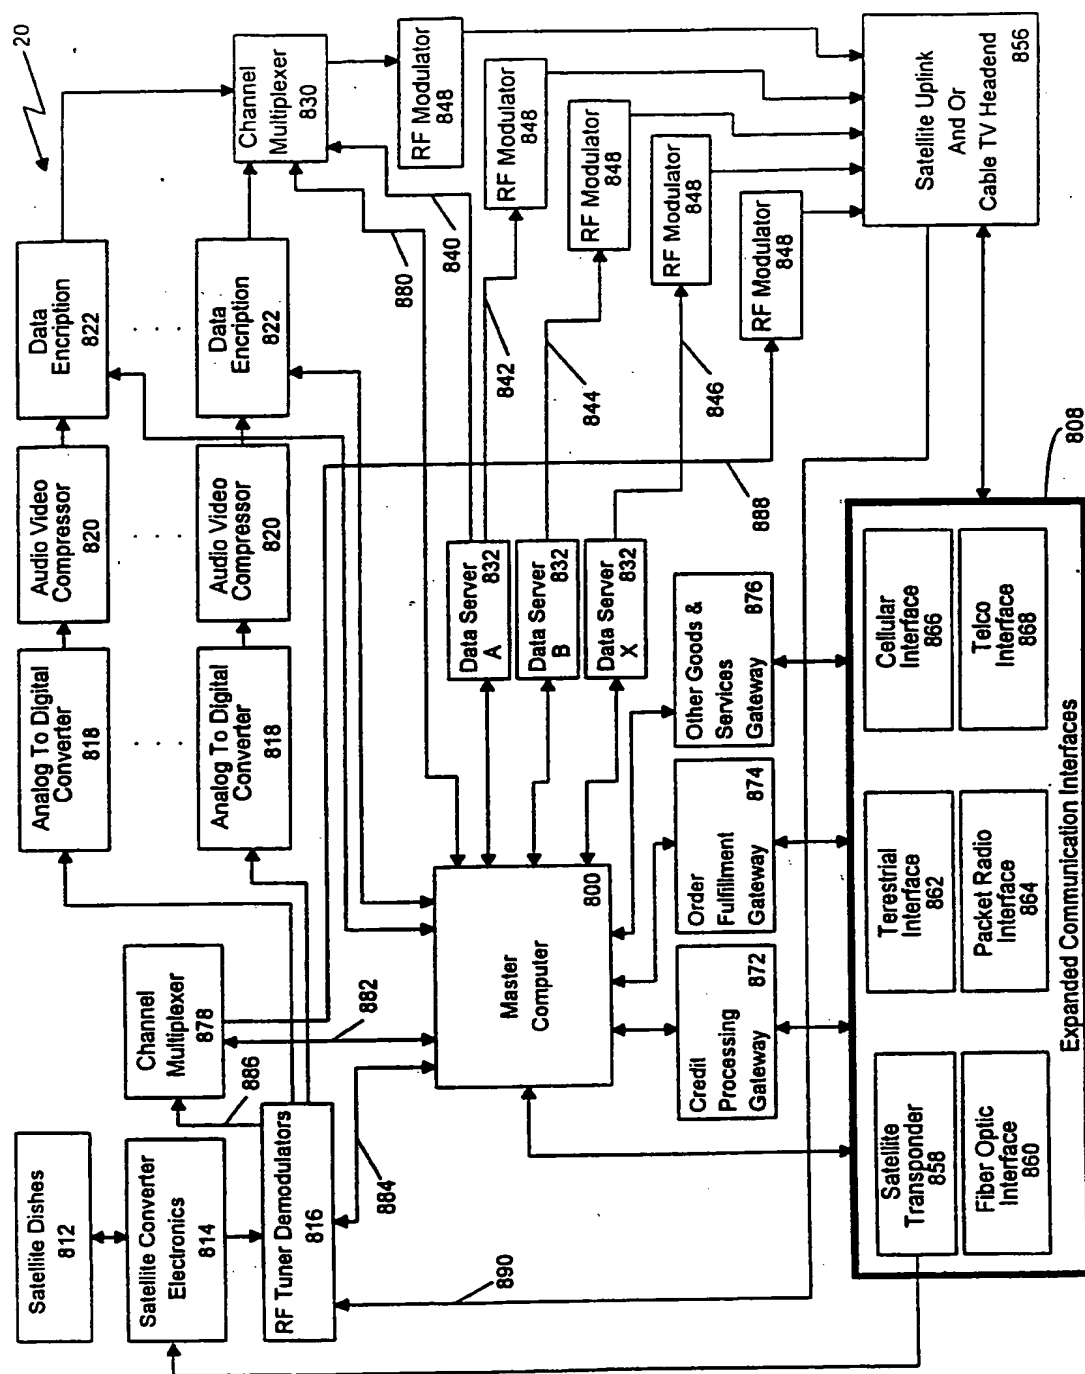 20
Satellite Dishes
812
Satellite Converter
Electronics
814
RF Tuner Demodulators
816
Channel
Multiplexer
878
886
882
884
890
Analog To Digital
Converter
818
. . .
Analog To Digital
Converter
818
Audio Video
Compressor
820
. . . .
Audio Video
Compressor
820
Data
Encription
822
. . . .
Data
Encription
822
Channel
Multiplexer
830
RF Modulator
848
RF Modulator
848
RF Modulator
848
RF Modulator
848
RF Modulator
848
880
840
842
844
846
888
Master
Computer
800
Data Server
A 832
Data Server
B 832
Data Server
X 832
Credit
Processing
Gateway 872
Order
Fulfillment
Gateway 874
Other Goods &
Services
Gateway 876
Satellite Uplink
And Or
Cable TV Headend
856
808
Satellite
Transponder
858
Terestrial
Interface
862
Cellular
Interface
866
Fiber Optic
Interface
860
Packet Radio
Interface
864
Telco
Interface
868
Expanded Communication Interfaces